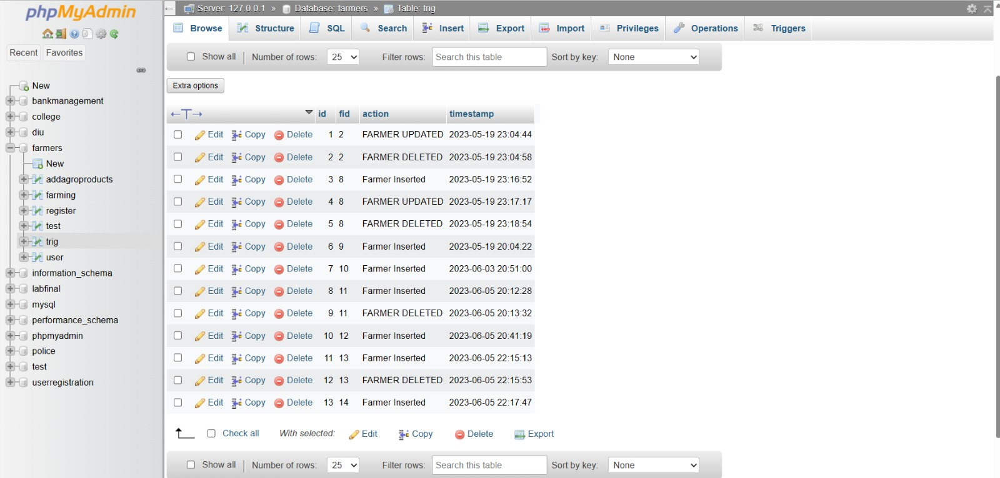 phpMyAdmin
Recent Favorites
New
bankmanagement
college
diu
farmers
New
addagroproducts
farming
register
test
trig
user
information_schema
labfinal
mysql
performance_schema
phpmyadmin
police
test
userregistration
Server: 127.0.0.1 » Database: farmers » Table: trig
Browse Structure SQL Search Insert Export Import Privileges Operations Triggers
Show all Number of rows: 25 Filter rows: Search this table Sort by key: None
Extra options
←T→ id fid action timestamp
Edit Copy Delete 1 2 FARMER UPDATED 2023-05-19 23:04:44
Edit Copy Delete 2 2 FARMER DELETED 2023-05-19 23:04:58
Edit Copy Delete 3 8 Farmer Inserted 2023-05-19 23:16:52
Edit Copy Delete 4 8 FARMER UPDATED 2023-05-19 23:17:17
Edit Copy Delete 5 8 FARMER DELETED 2023-05-19 23:18:54
Edit Copy Delete 6 9 Farmer Inserted 2023-05-19 20:04:22
Edit Copy Delete 7 10 Farmer Inserted 2023-06-03 20:51:00
Edit Copy Delete 8 11 Farmer Inserted 2023-06-05 20:12:28
Edit Copy Delete 9 11 FARMER DELETED 2023-06-05 20:13:32
Edit Copy Delete 10 12 Farmer Inserted 2023-06-05 20:41:19
Edit Copy Delete 11 13 Farmer Inserted 2023-06-05 22:15:13
Edit Copy Delete 12 13 FARMER DELETED 2023-06-05 22:15:53
Edit Copy Delete 13 14 Farmer Inserted 2023-06-05 22:17:47
Check all With selected: Edit Copy Delete Export
Show all Number of rows: 25 Filter rows: Search this table Sort by key: None